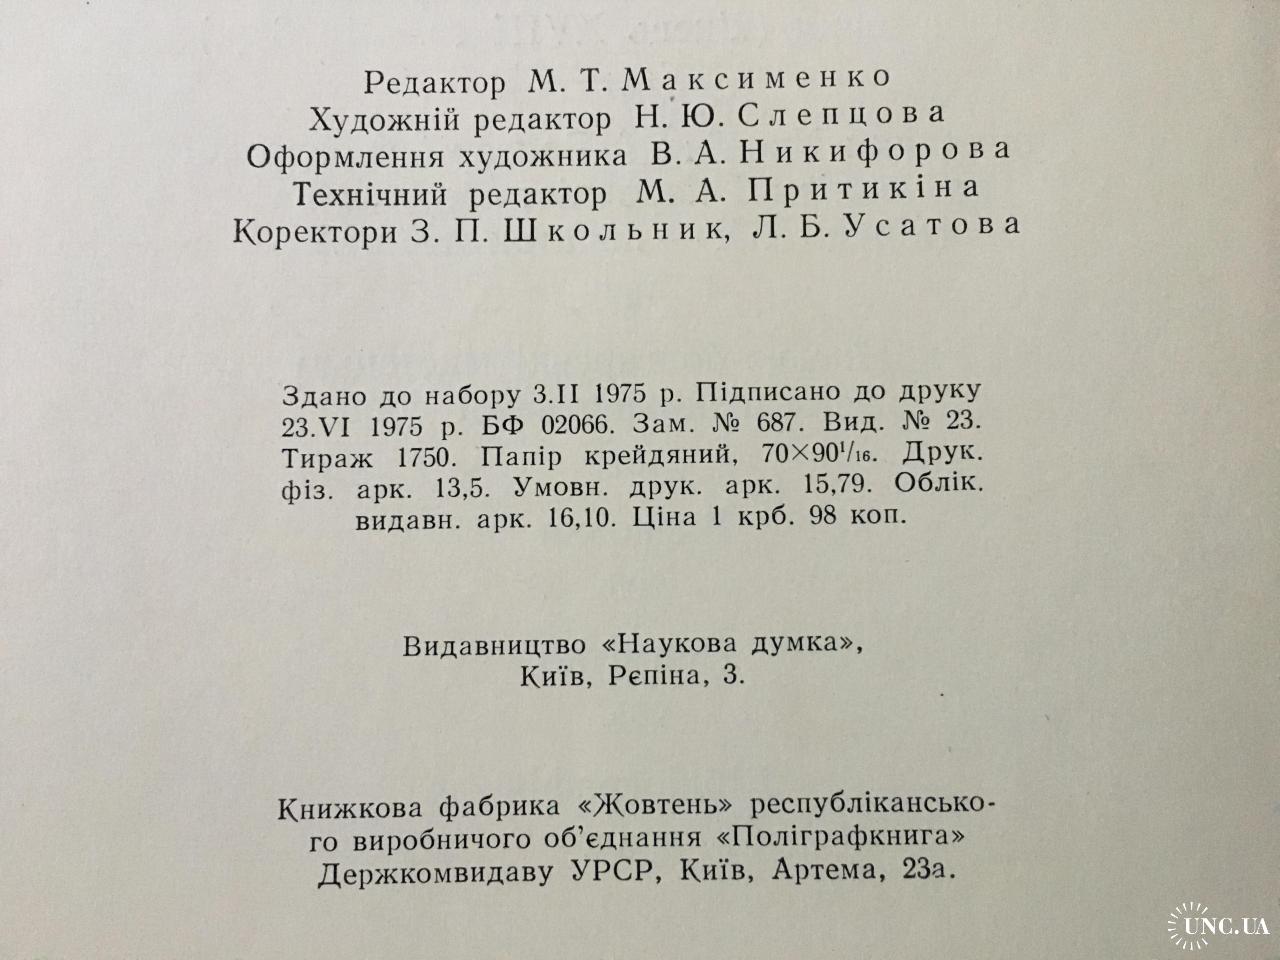 Редактор М. Т. Максименко
Художній редактор Н. Ю. Слепцова
Оформлення художника В. А. Никифорова
Технічний редактор М. А. Притикіна
Коректори З. П. Школьник, Л. Б. Усатова
Здано до набору 3.II 1975 р. Підписано до друку
23.VI 1975 р. БФ 02066. Зам. № 687. Вид. № 23.
Тираж 1750. Папір крейдяний, 70×90¹/₁₆. Друк.
фіз. арк. 13,5. Умовн. друк. арк. 15,79. Облік.
видавн. арк. 16,10. Ціна 1 крб. 98 коп.
Видавництво «Наукова думка»,
Київ, Рєпіна, 3.
Книжкова фабрика «Жовтень» республікансько-
го виробничого об'єднання «Поліграфкнига»
Держкомвидаву УРСР, Київ, Артема, 23а.
UNC.UA